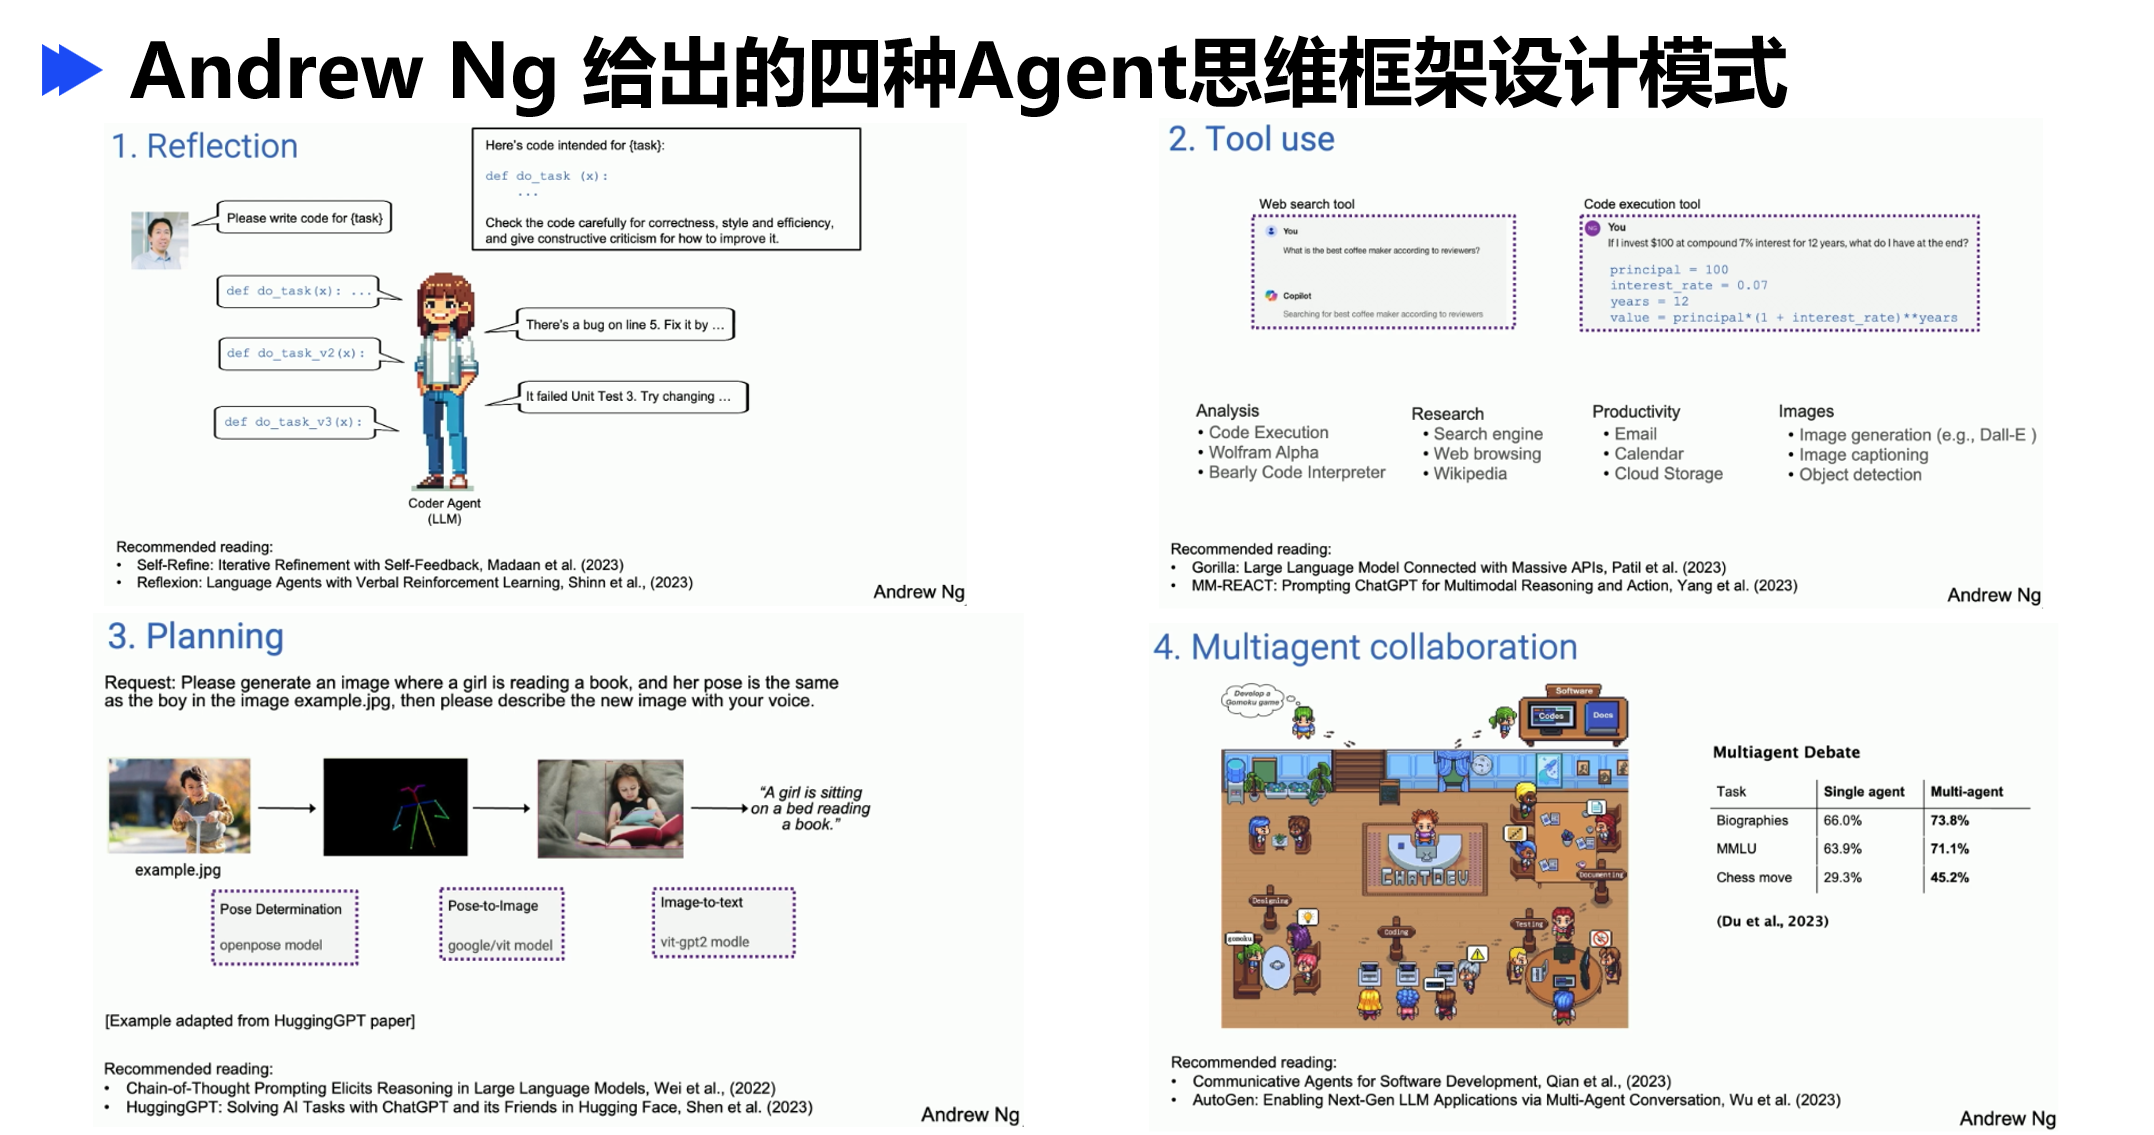 Andrew Ng 给出的四种Agent思维框架设计模式
1. Reflection
Here's code intended for {task}:
def do_task (x):
...
Check the code carefully for correctness, style and efficiency,
and give constructive criticism for how to improve it.
Please write code for {task}
def do_task(x): ...
There's a bug on line 5. Fix it by ...
def do_task_v2(x):
It failed Unit Test 3. Try changing ...
def do_task_v3(x):
Coder Agent
(LLM)
Recommended reading:
• Self-Refine: Iterative Refinement with Self-Feedback, Madaan et al. (2023)
• Reflexion: Language Agents with Verbal Reinforcement Learning, Shinn et al., (2023)
Andrew Ng
2. Tool use
Web search tool
You
What is the best coffee maker according to reviewers?
Copilot
Searching for best coffee maker according to reviewers
Code execution tool
NG
You
If I invest $100 at compound 7% interest for 12 years, what do I have at the end?
principal = 100
interest_rate = 0.07
years = 12
value = principal*(1 + interest_rate)**years
Analysis
• Code Execution
• Wolfram Alpha
• Bearly Code Interpreter
Research
• Search engine
• Web browsing
• Wikipedia
Productivity
• Email
• Calendar
• Cloud Storage
Images
• Image generation (e.g., Dall-E )
• Image captioning
• Object detection
Recommended reading:
• Gorilla: Large Language Model Connected with Massive APIs, Patil et al. (2023)
• MM-REACT: Prompting ChatGPT for Multimodal Reasoning and Action, Yang et al. (2023)
Andrew Ng
3. Planning
Request: Please generate an image where a girl is reading a book, and her pose is the same
as the boy in the image example.jpg, then please describe the new image with your voice.
"A girl is sitting
on a bed reading
a book."
example.jpg
Pose Determination
openpose model
Pose-to-Image
google/vit model
Image-to-text
vit-gpt2 modle
[Example adapted from HuggingGPT paper]
Recommended reading:
• Chain-of-Thought Prompting Elicits Reasoning in Large Language Models, Wei et al., (2022)
• HuggingGPT: Solving AI Tasks with ChatGPT and its Friends in Hugging Face, Shen et al. (2023)
Andrew Ng
4. Multiagent collaboration
Develop a
Gomoku game
Software
Codes
Docs
CHATDEV
Documenting
Designing
gomoku
Coding
Testing
Multiagent Debate
Task Single agent Multi-agent
Biographies 66.0% 73.8%
MMLU 63.9% 71.1%
Chess move 29.3% 45.2%
(Du et al., 2023)
Recommended reading:
• Communicative Agents for Software Development, Qian et al., (2023)
• AutoGen: Enabling Next-Gen LLM Applications via Multi-Agent Conversation, Wu et al. (2023)
Andrew Ng